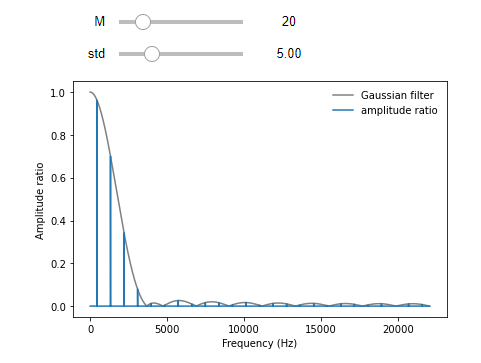 M 20
std 5.00
Gaussian filter
amplitude ratio
1.0
0.8
0.6
0.4
0.2
0.0
Amplitude ratio
0 5000 10000 15000 20000
Frequency (Hz)